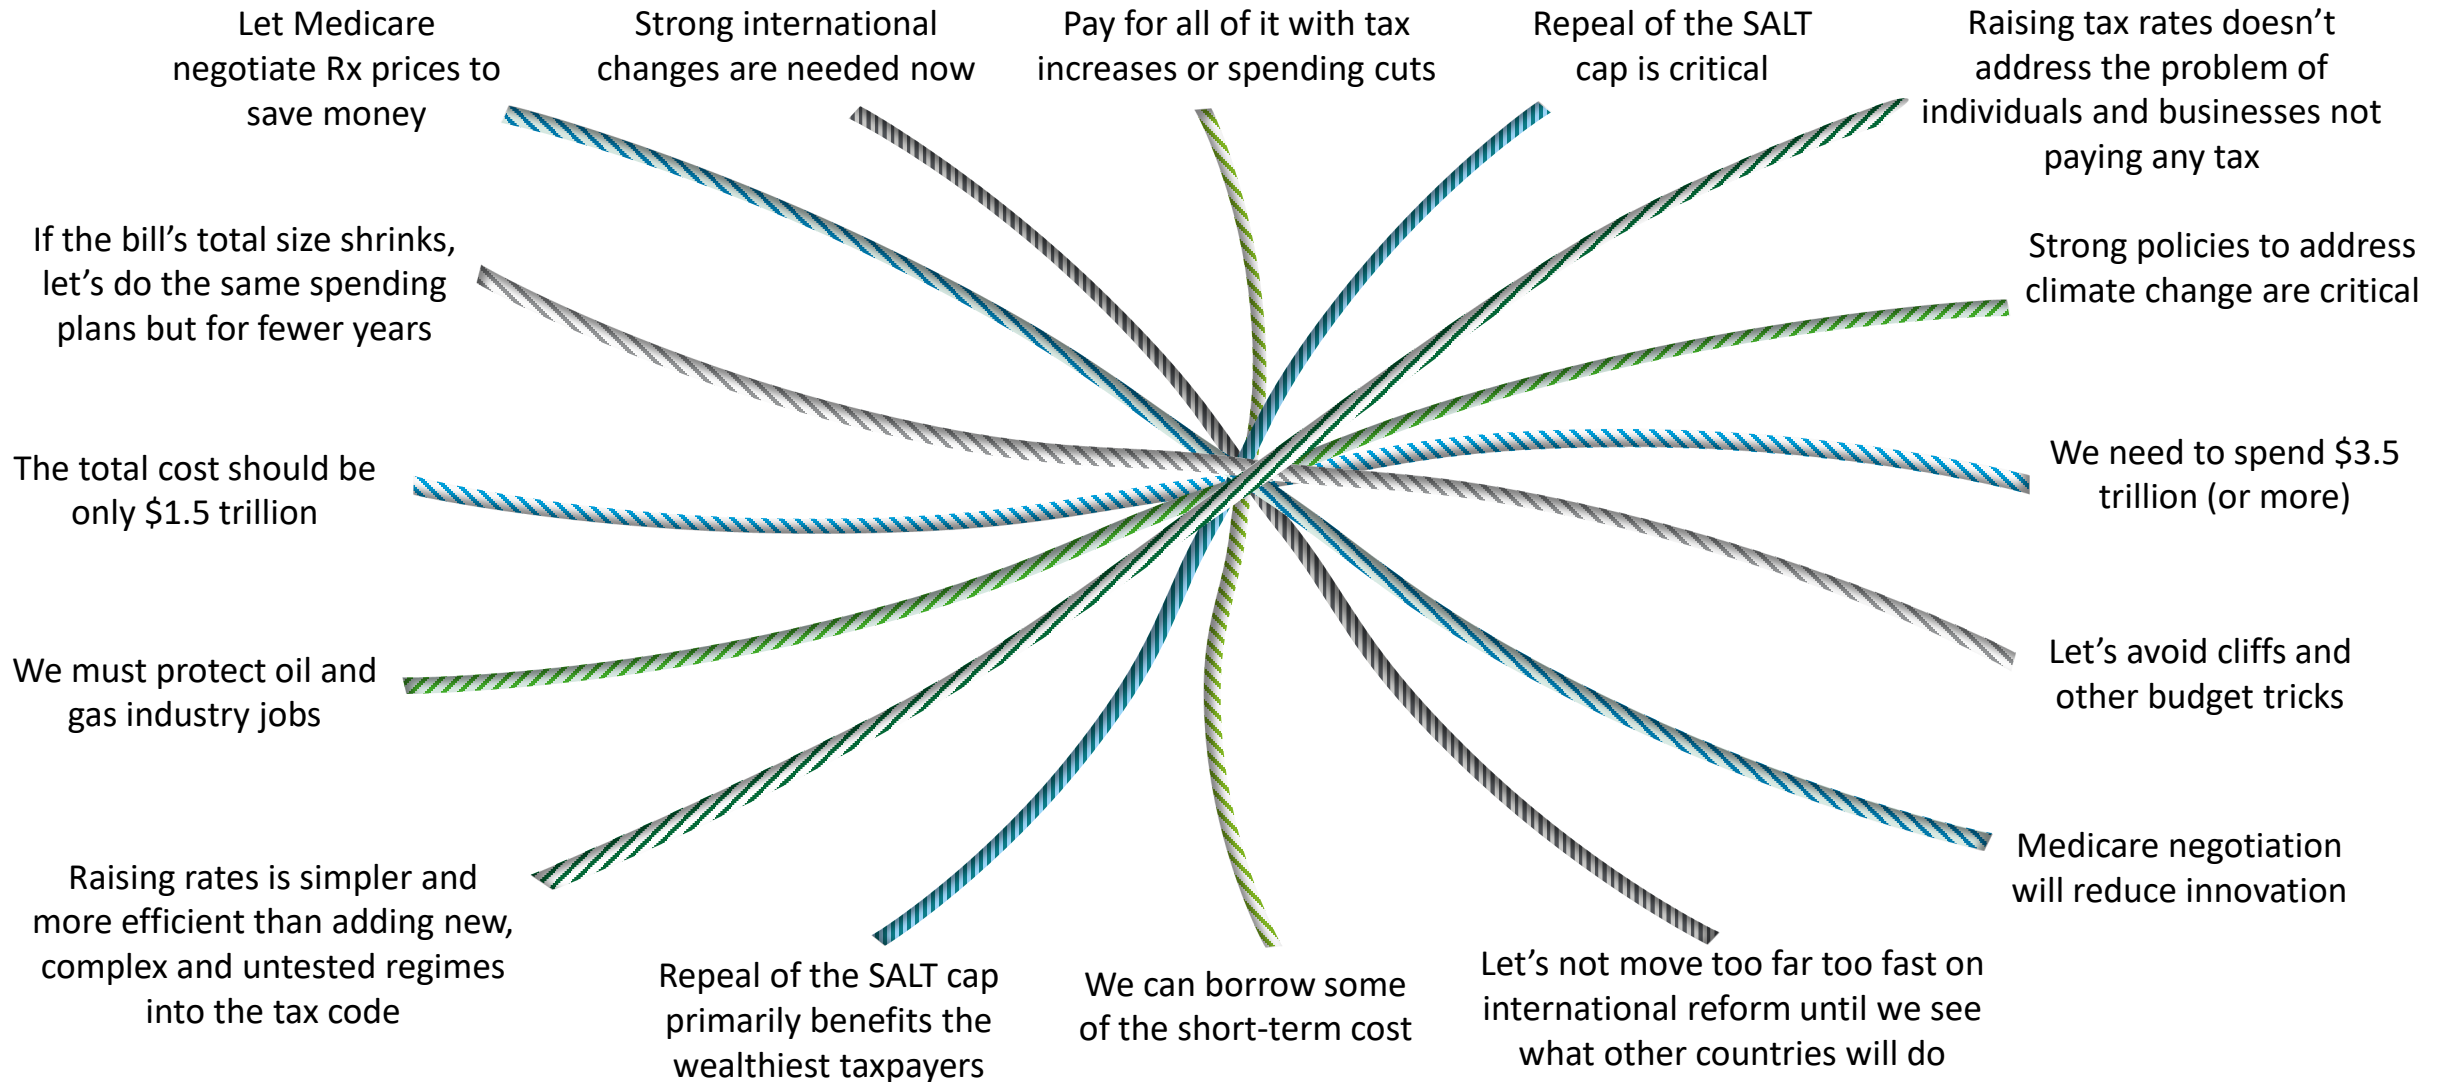 Let Medicare
negotiate Rx prices to
save money
Strong international
changes are needed now
Pay for all of it with tax
increases or spending cuts
Repeal of the SALT
cap is critical
Raising tax rates doesn’t
address the problem of
individuals and businesses not
paying any tax
If the bill’s total size shrinks,
let’s do the same spending
plans but for fewer years
Strong policies to address
climate change are critical
The total cost should be
only $1.5 trillion
We need to spend $3.5
trillion (or more)
We must protect oil and
gas industry jobs
Let’s avoid cliffs and
other budget tricks
Raising rates is simpler and
more efficient than adding new,
complex and untested regimes
into the tax code
Medicare negotiation
will reduce innovation
Repeal of the SALT cap
primarily benefits the
wealthiest taxpayers
We can borrow some
of the short-term cost
Let’s not move too far too fast on
international reform until we see
what other countries will do